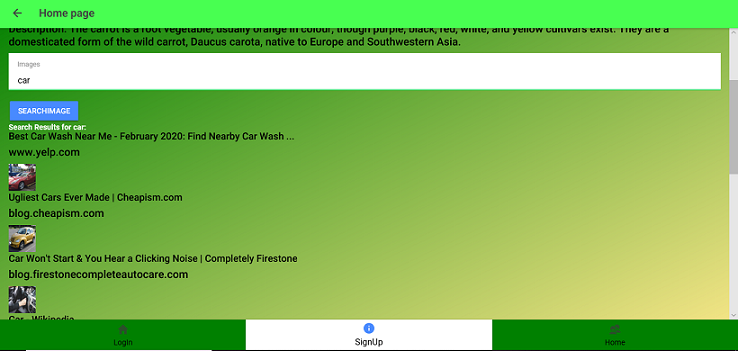 Home page
description: The carrot is a root vegetable, usually orange in colour, though purple, black, red, white, and yellow cultivars exist. They are a
domesticated form of the wild carrot, Daucus carota, native to Europe and Southwestern Asia.
Images
car
SEARCHIMAGE
Search Results for car:
Best Car Wash Near Me - February 2020: Find Nearby Car Wash ...
www.yelp.com
Ugliest Cars Ever Made | Cheapism.com
blog.cheapism.com
Car Won't Start & You Hear a Clicking Noise | Completely Firestone
blog.firestonecompleteautocare.com
Car - Wikipedia
Login
SignUp
Home